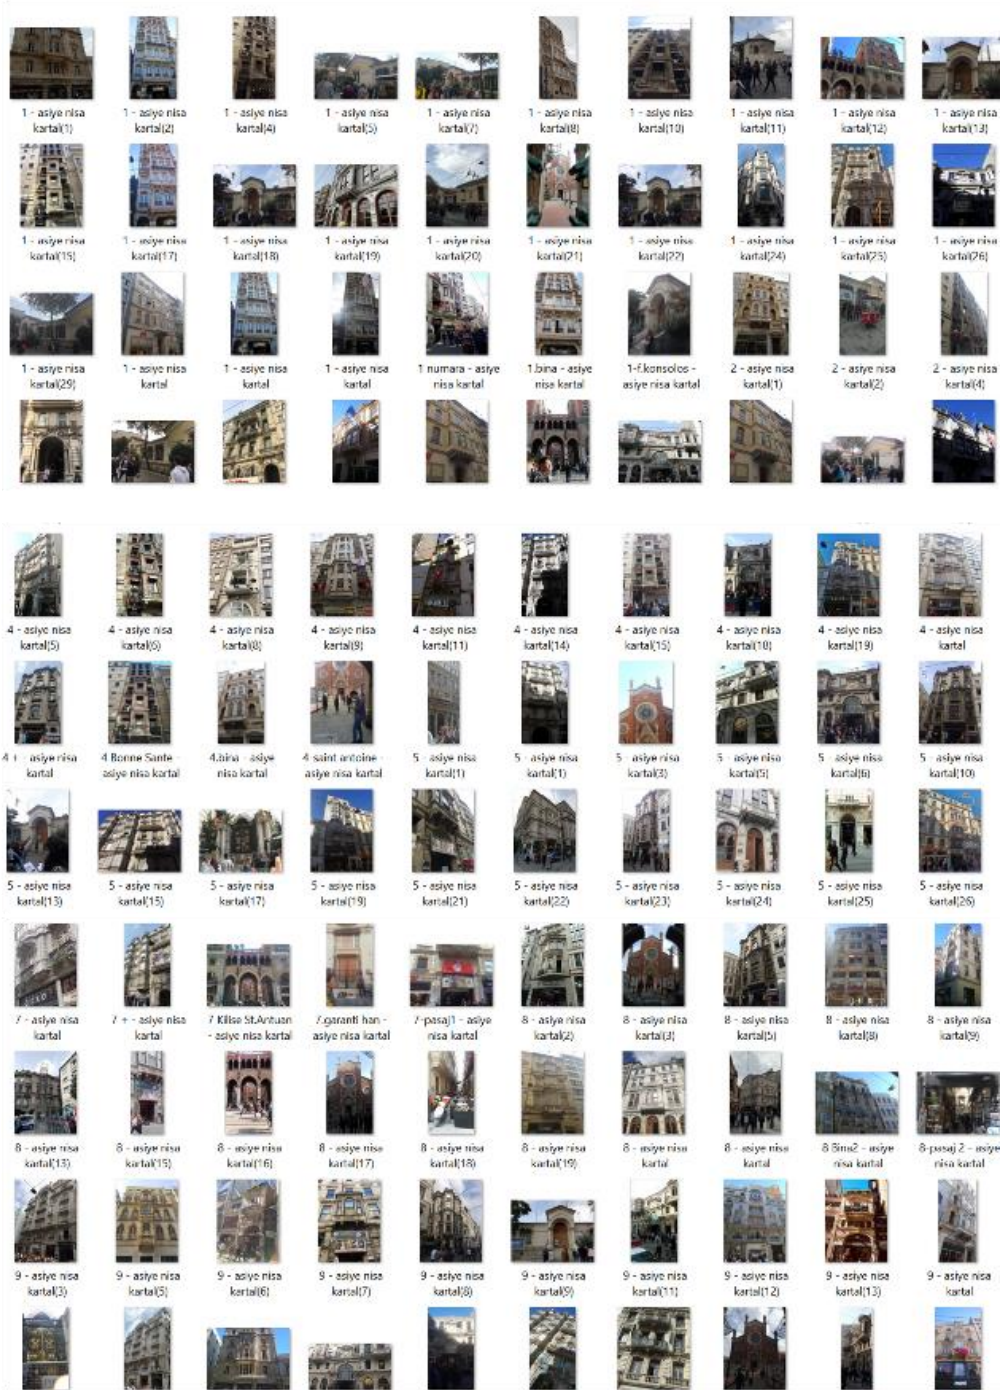 1 - asiye nisa kartal(1)
1 - asiye nisa kartal(2)
1 - asiye nisa kartal(4)
1 - asiye nisa kartal(5)
1 - asiye nisa kartal(7)
1 - asiye nisa kartal(8)
1 - asiye nisa kartal(10)
1 - asiye nisa kartal(11)
1 - asiye nisa kartal(12)
1 - asiye nisa kartal(13)
1 - asiye nisa kartal(15)
1 - asiye nisa kartal(17)
1 - asiye nisa kartal(18)
1 - asiye nisa kartal(19)
1 - asiye nisa kartal(20)
1 - asiye nisa kartal(21)
1 - asiye nisa kartal(22)
1 - asiye nisa kartal(24)
1 - asiye nisa kartal(25)
1 - asiye nisa kartal(26)
1 - asiye nisa kartal(29)
1 - asiye nisa kartal
1 - asiye nisa kartal
1 - asiye nisa kartal
1 numara - asiye nisa kartal
1.bina - asiye nisa kartal
1-f.konsolos - asiye nisa kartal
2 - asiye nisa kartal(1)
2 - asiye nisa kartal(2)
2 - asiye nisa kartal(4)
4 - asiye nisa kartal(5)
4 - asiye nisa kartal(6)
4 - asiye nisa kartal(8)
4 - asiye nisa kartal(9)
4 - asiye nisa kartal(11)
4 - asiye nisa kartal(14)
4 - asiye nisa kartal(15)
4 - asiye nisa kartal(18)
4 - asiye nisa kartal(19)
4 - asiye nisa kartal
4 + - asiye nisa kartal
4 Bonne Sante - asiye nisa kartal
4.bina - asiye nisa kartal
4 saint antoine - asiye nisa kartal
5 - asiye nisa kartal(1)
5 - asiye nisa kartal(1)
5 - asiye nisa kartal(3)
5 - asiye nisa kartal(5)
5 - asiye nisa kartal(6)
5 - asiye nisa kartal(10)
5 - asiye nisa kartal(13)
5 - asiye nisa kartal(15)
5 - asiye nisa kartal(17)
5 - asiye nisa kartal(19)
5 - asiye nisa kartal(21)
5 - asiye nisa kartal(22)
5 - asiye nisa kartal(23)
5 - asiye nisa kartal(24)
5 - asiye nisa kartal(25)
5 - asiye nisa kartal(26)
7 - asiye nisa kartal
7 + - asiye nisa kartal
7 Kilise St.Antuan - asiye nisa kartal
7.garanti han - asiye nisa kartal
7-pasaj1 - asiye nisa kartal
8 - asiye nisa kartal(2)
8 - asiye nisa kartal(3)
8 - asiye nisa kartal(5)
8 - asiye nisa kartal(8)
8 - asiye nisa kartal(9)
8 - asiye nisa kartal(13)
8 - asiye nisa kartal(15)
8 - asiye nisa kartal(16)
8 - asiye nisa kartal(17)
8 - asiye nisa kartal(18)
8 - asiye nisa kartal(19)
8 - asiye nisa kartal
8 - asiye nisa kartal
8 Bina2 - asiye nisa kartal
8-pasaj 2 - asiye nisa kartal
9 - asiye nisa kartal(3)
9 - asiye nisa kartal(5)
9 - asiye nisa kartal(6)
9 - asiye nisa kartal(7)
9 - asiye nisa kartal(8)
9 - asiye nisa kartal(9)
9 - asiye nisa kartal(11)
9 - asiye nisa kartal(12)
9 - asiye nisa kartal(13)
9 - asiye nisa kartal